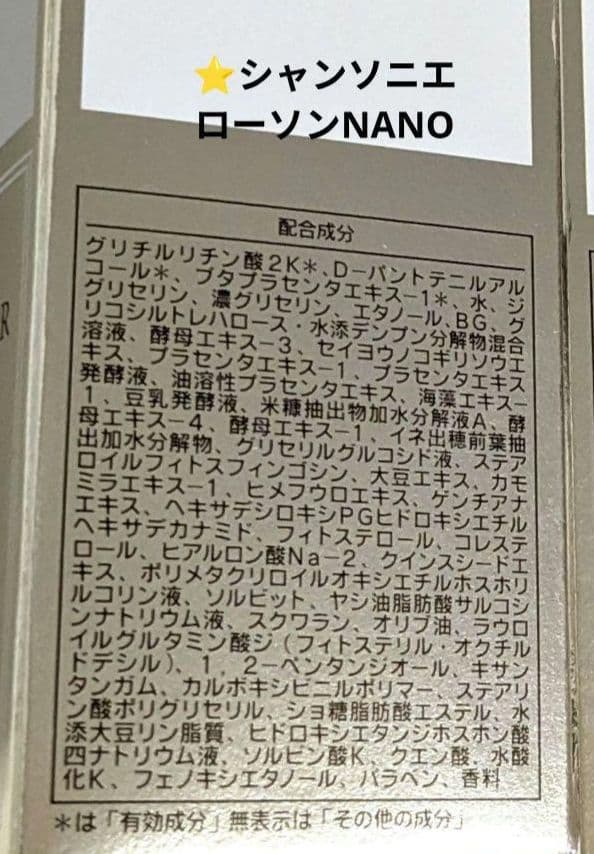 ⭐シャンソニエ
ローソンNANO
配合成分
グリチルリチン酸2K*、D-パントテニルアル
コール*、ブタプラセンタエキス-1*、水、ジ
グリセリン、濃グリセリン、エタノール、BG、グ
リコシルトレハロース・水添デンプン分解物混合
溶液、酵母エキス-3、セイヨウノコギリソウエ
キス、プラセンタエキス-1、プラセンタエキス
発酵液、油溶性プラセンタエキス、海藻エキス-
1、豆乳発酵液、米糠抽出物加水分解液A、酵
母エキス-4、酵母エキス-1、イネ出穂前葉抽
出加水分解物、グリセリルグルコシド液、ステア
ロイルフィトスフィンゴシン、大豆エキス、カモ
ミラエキス-1、ヒメフウロエキス、ゲンチアナ
エキス、ヘキサデシロキシPGヒドロキシエチル
ヘキサデカナミド、フィトステロール、コレステ
ロール、ヒアルロン酸Na-2、クインスシードエ
キス、ポリメタクリロイルオキシエチルホスホリ
ルコリン液、ソルビット、ヤシ油脂肪酸サルコシ
ンナトリウム液、スクワラン、オリブ油、ラウロ
イルグルタミン酸ジ(フィトステリル・オクチル
ドデシル)、1，2-ペンタンジオール、キサン
タンガム、カルボキシビニルポリマー、ステアリ
ン酸ポリグリセリル、ショ糖脂肪酸エステル、水
添大豆リン脂質、ヒドロキシエタンジホスホン酸
四ナトリウム液、ソルビン酸K、クエン酸、水酸
化K、フェノキシエタノール、パラベン、香料
*は「有効成分」無表示は「その他の成分」